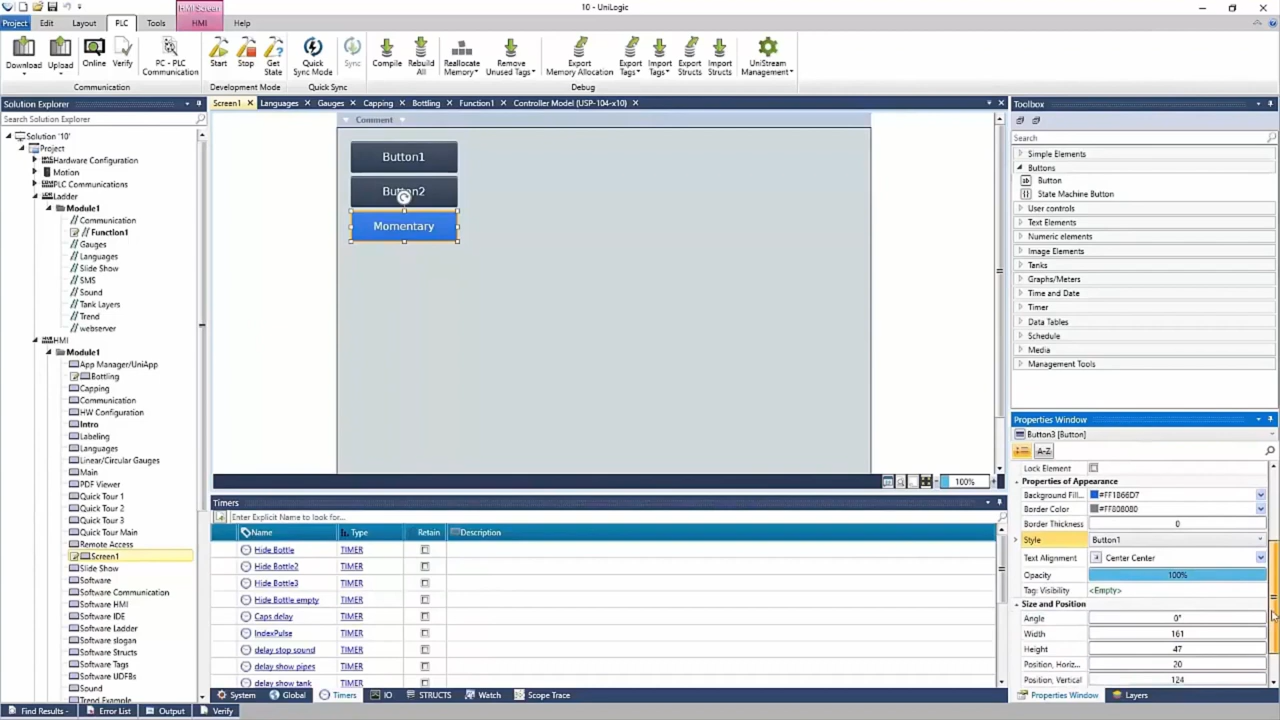 10 - UniLogic
HMI Screen
Project Edit Layout PLC Tools HMI Help
Download Upload Online Verify PC - PLC Communication Start Stop Get State Quick Sync Mode Sync Compile Rebuild All Reallocate Memory Remove Unused Tags Export Memory Allocation Export Tags Import Tags Export Structs Import Structs UniStream Management
Communication Development Mode Quick Sync Debug
Solution Explorer
Search Solution Explorer
Solution '10'
Project
Hardware Configuration
Motion
PLC Communications
Ladder
Module1
Communication
Function1
Gauges
Languages
Slide Show
SMS
Sound
Tank Layers
Trend
webserver
HMI
Module1
App Manager/UniApp
Bottling
Capping
Communication
HW Configuration
Intro
Labeling
Languages
Linear/Circular Gauges
Main
PDF Viewer
Quick Tour 1
Quick Tour 2
Quick Tour 3
Quick Tour Main
Remote Access
Screen1
Slide Show
Software
Software Communication
Software HMI
Software IDE
Software Ladder
Software slogan
Software Structs
Software Tags
Software UDFBs
Sound
Trend Example
Screen1 Languages Gauges Capping Bottling Function1 Controller Model (USP-104-x10)
Comment
Button1
Button2
Momentary
100%
Timers
Enter Explicit Name to look for...
Name Type Retain Description
Hide Bottle TIMER
Hide Bottle2 TIMER
Hide Bottle3 TIMER
Hide Bottle empty TIMER
Caps delay TIMER
IndexPulse TIMER
delay stop sound TIMER
delay show pipes TIMER
delay show tank TIMER
System Global Timers IO STRUCTS Watch Scope Trace
Toolbox
Search
Simple Elements
Buttons
Button
State Machine Button
User controls
Text Elements
Numeric elements
Image Elements
Tanks
Graphs/Meters
Time and Date
Timer
Data Tables
Schedule
Media
Management Tools
Properties Window
Button3 [Button]
A-Z
Lock Element
Properties of Appearance
Background Fill... #FF1B66D7
Border Color #FF808080
Border Thickness 0
Style Button1
Text Alignment Center Center
Opacity 100%
Tag: Visibility <Empty>
Size and Position
Angle 0°
Width 161
Height 47
Position, Horiz... 20
Position, Vertical 124
Properties Window Layers
Find Results - Error List Output Verify